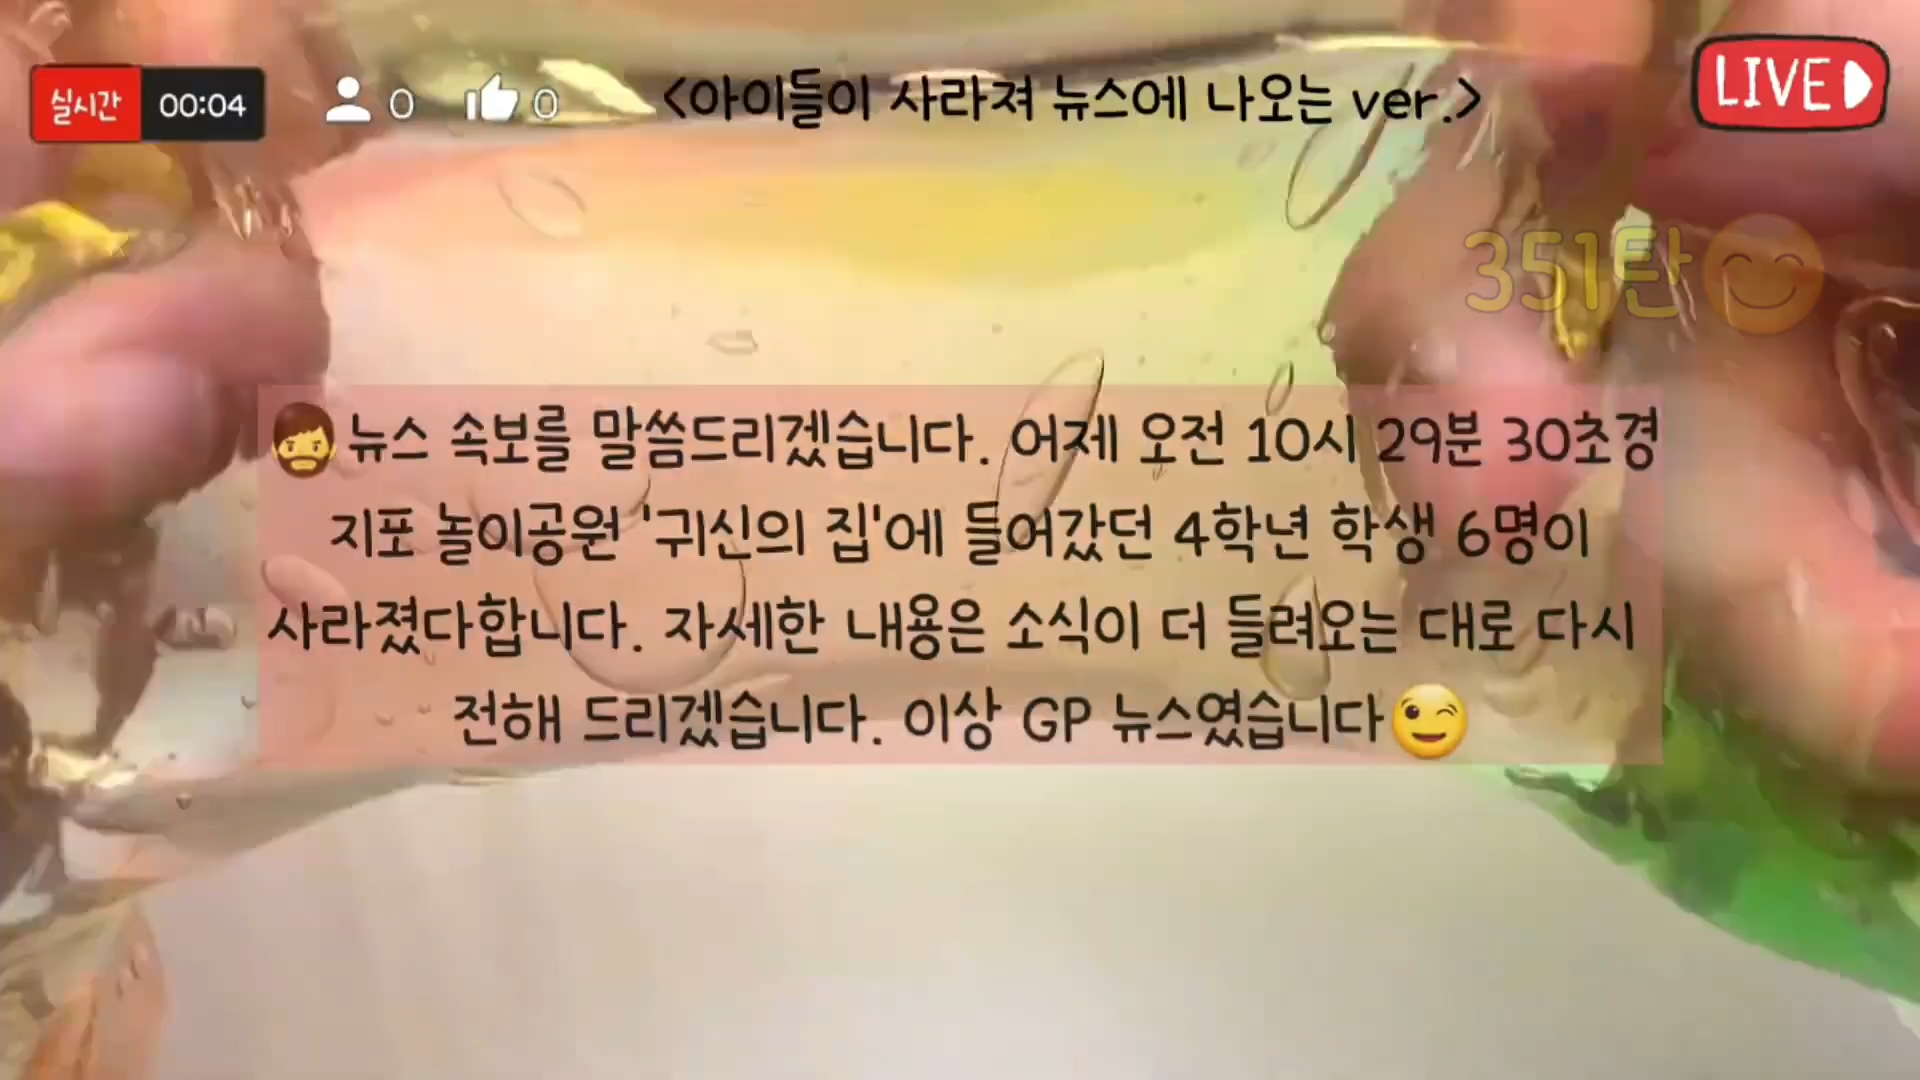 실시간 00:04 0 0 <아이들이 사라져 뉴스에 나오는 ver.> LIVE
351탄😊
🧔뉴스 속보를 말씀드리겠습니다. 어제 오전 10시 29분 30초경
지포 놀이공원 '귀신의 집'에 들어갔던 4학년 학생 6명이
사라졌다합니다. 자세한 내용은 소식이 더 들려오는 대로 다시
전해 드리겠습니다. 이상 GP 뉴스였습니다😉